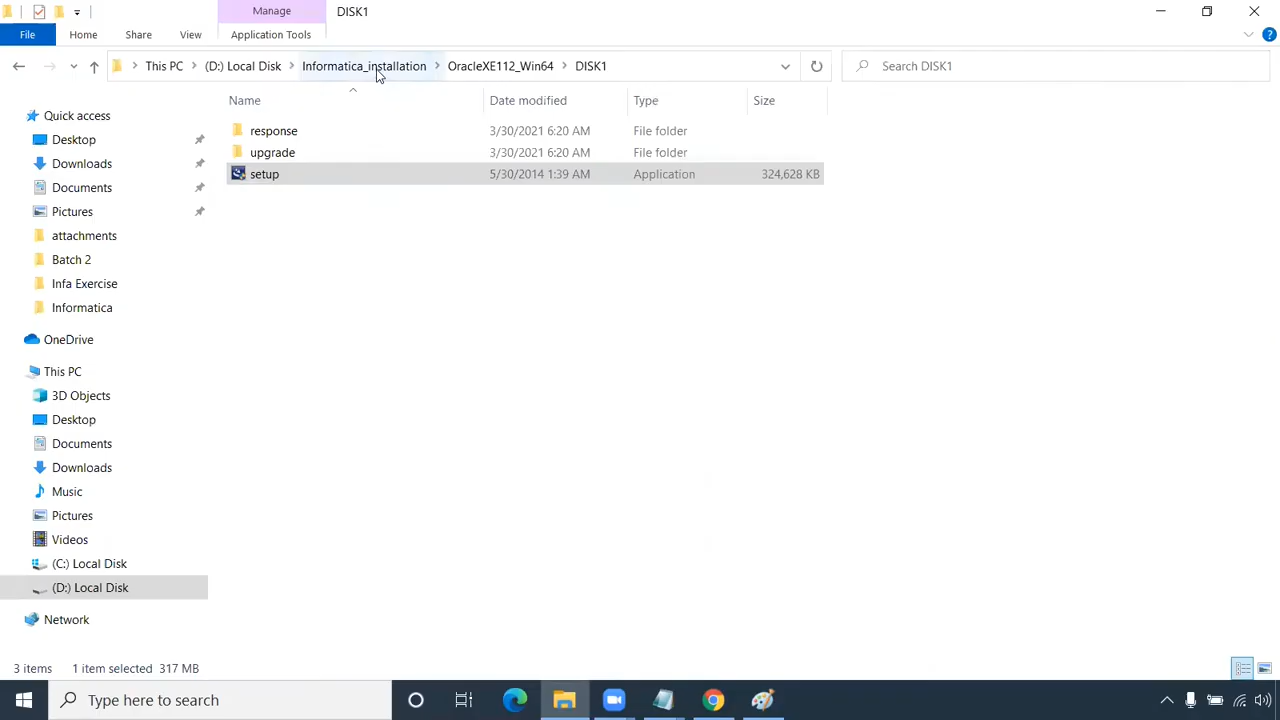 Manage
DISK1
File
Home
Share
View
Application Tools
This PC
(D:) Local Disk
Informatica_installation
OracleXE112_Win64
DISK1
Search DISK1
Name
Date modified
Type
Size
response
3/30/2021 6:20 AM
File folder
upgrade
3/30/2021 6:20 AM
File folder
setup
5/30/2014 1:39 AM
Application
324,628 KB
Quick access
Desktop
Downloads
Documents
Pictures
attachments
Batch 2
Infa Exercise
Informatica
OneDrive
This PC
3D Objects
Desktop
Documents
Downloads
Music
Pictures
Videos
(C:) Local Disk
(D:) Local Disk
Network
3 items
1 item selected 317 MB
Type here to search